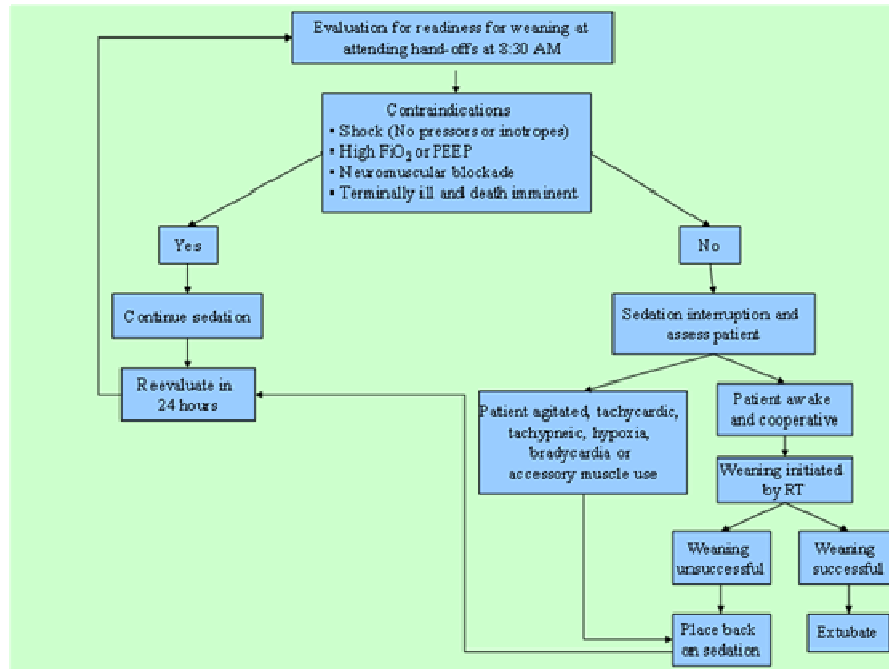 Evaluation for readiness for weaning at
attending hand-offs at 8:30 AM
Contraindications
• Shock (No pressors or inotropes)
• High FiO₂ or PEEP
• Neuromuscular blockade
• Terminally ill and death imminent
Yes
No
Continue sedation
Sedation interruption and
assess patient
Reevaluate in
24 hours
Patient agitated, tachycardic,
tachypneic, hypoxia,
bradycardia or
accessory muscle use
Patient awake
and cooperative
Weaning initiated
by RT
Weaning
unsuccessful
Weaning
successful
Place back
on sedation
Extubate